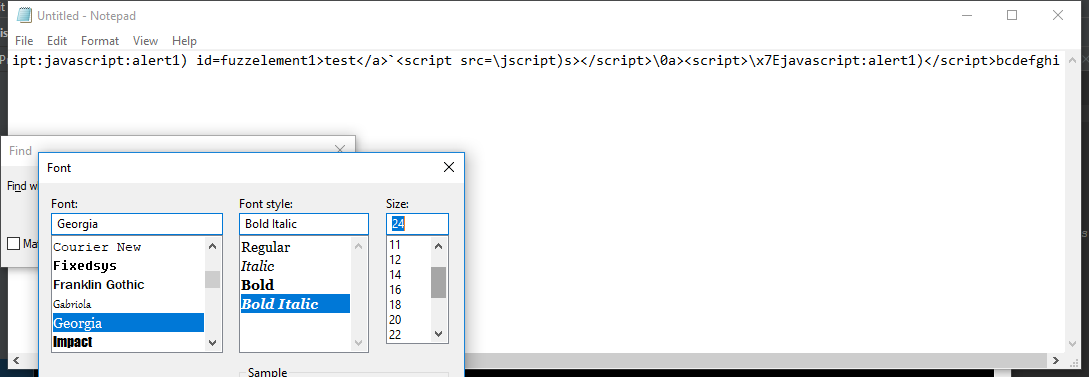 Untitled - Notepad
File Edit Format View Help
ipt:javascript:alert1) id=fuzzelement1>test</a>`<script src=\jscript)s></script>\0a><script>\x7Ejavascript:alert1)</script>bcdefghi
Find
Find w
Ma
Font
Font: Font style: Size:
Georgia Bold Italic 24
Courier New Regular 11
Fixedsys Italic 12
Franklin Gothic Bold 14
Gabriola Bold Italic 16
Georgia 18
Impact 20
22
Sample